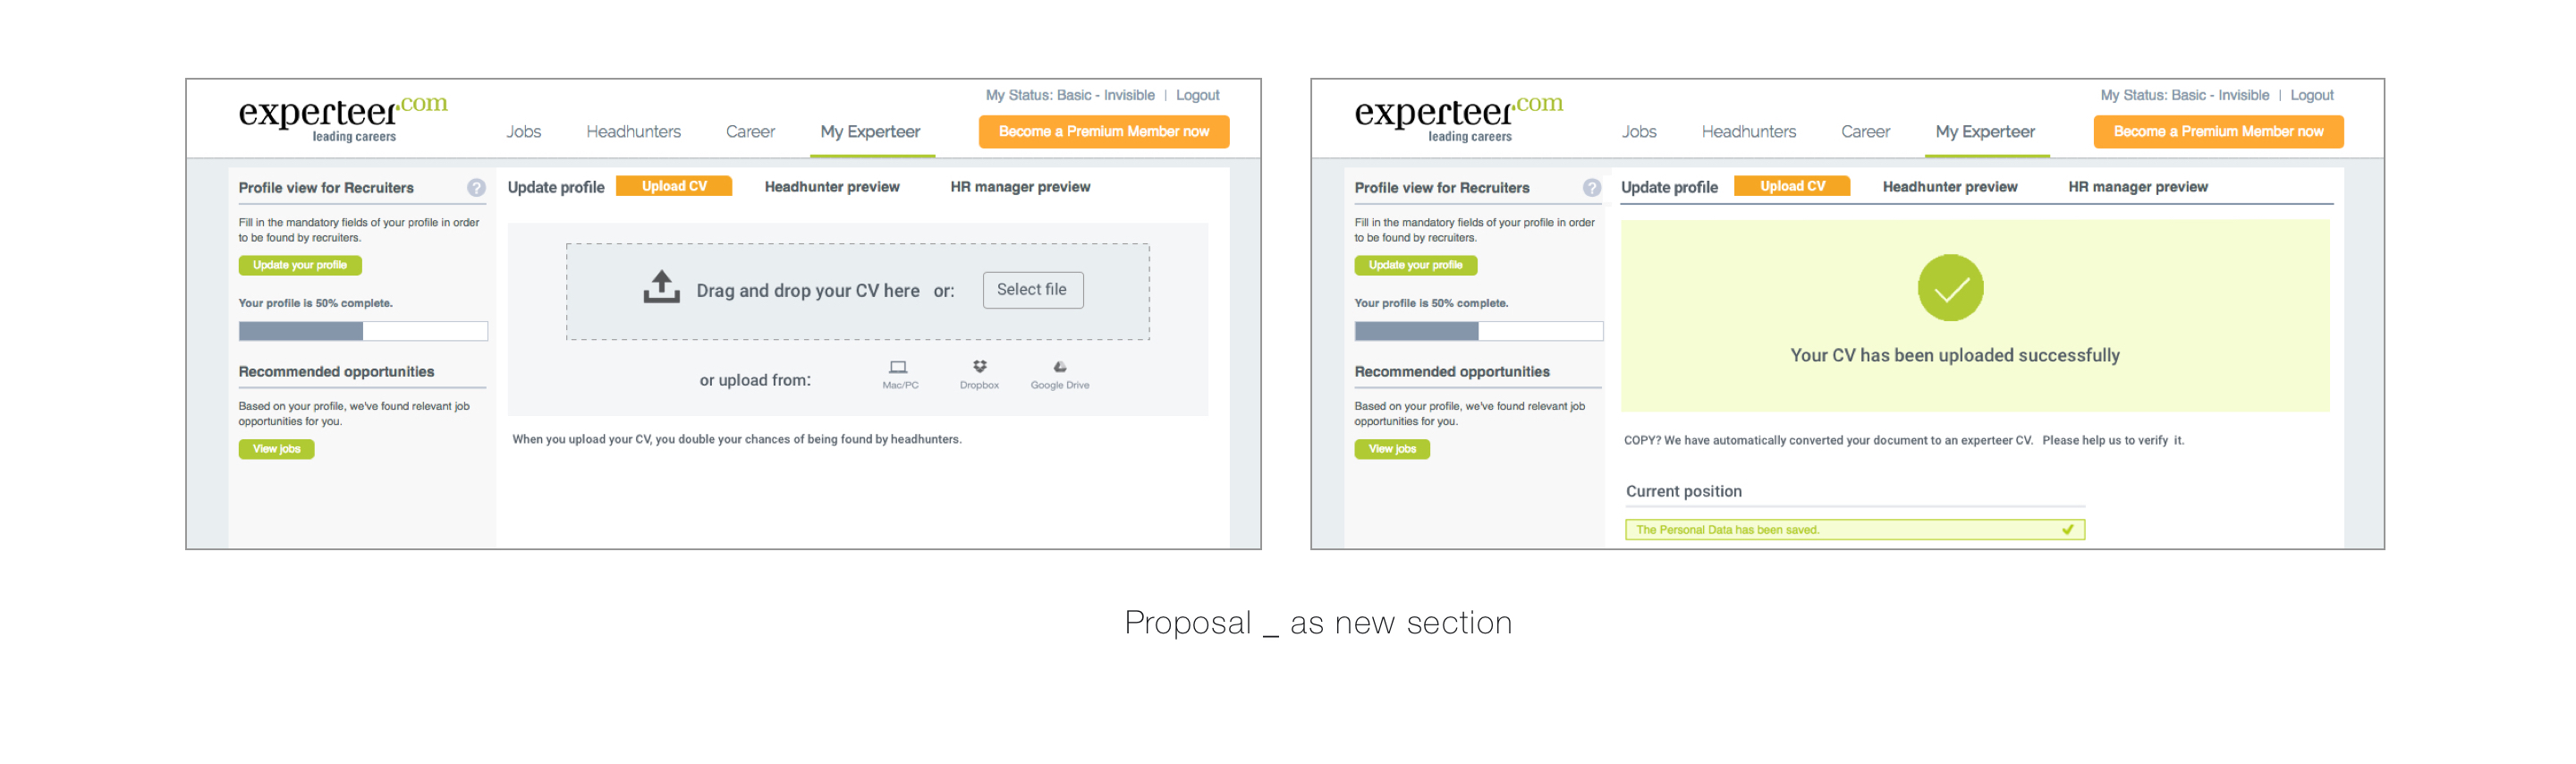 experteer.com
leading careers
Jobs
Headhunters
Career
My Experteer
My Status: Basic - Invisible | Logout
Become a Premium Member now
Profile view for Recruiters ?
Fill in the mandatory fields of your profile in order
to be found by recruiters.
Update your profile
Your profile is 50% complete.
Recommended opportunities
Based on your profile, we've found relevant job
opportunities for you.
View jobs
Update profile
Upload CV
Headhunter preview
HR manager preview
Drag and drop your CV here or:
Select file
or upload from:
Mac/PC
Dropbox
Google Drive
When you upload your CV, you double your chances of being found by headhunters.
experteer.com
leading careers
Jobs
Headhunters
Career
My Experteer
My Status: Basic - Invisible | Logout
Become a Premium Member now
Profile view for Recruiters ?
Fill in the mandatory fields of your profile in order
to be found by recruiters.
Update your profile
Your profile is 50% complete.
Recommended opportunities
Based on your profile, we've found relevant job
opportunities for you.
View jobs
Update profile
Upload CV
Headhunter preview
HR manager preview
Your CV has been uploaded successfully
COPY? We have automatically converted your document to an experteer CV. Please help us to verify it.
Current position
The Personal Data has been saved.
Proposal _ as new section